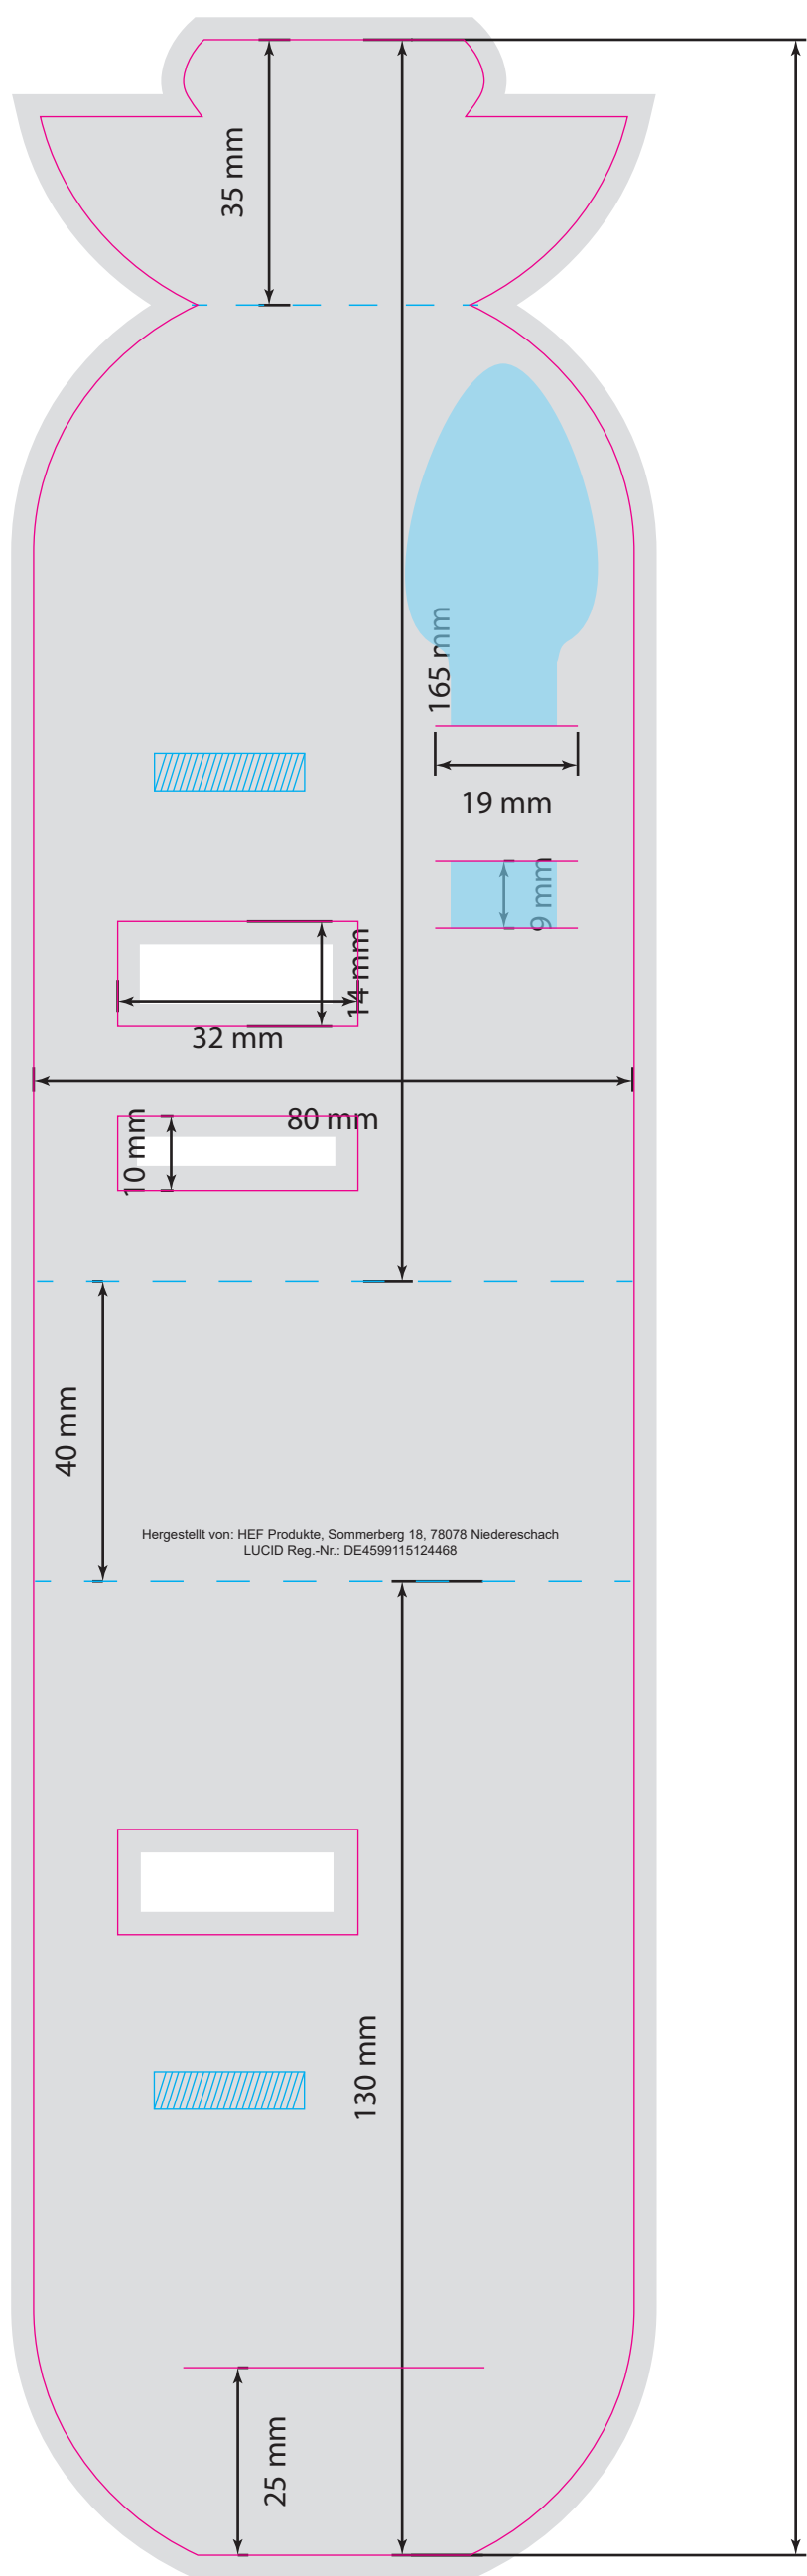 35 mm
165 mm
19 mm
9 mm
14 mm
32 mm
80 mm
10 mm
40 mm
Hergestellt von: HEF Produkte, Sommerberg 18, 78078 Niedereschach
LUCID Reg.-Nr.: DE4599115124468
130 mm
25 mm